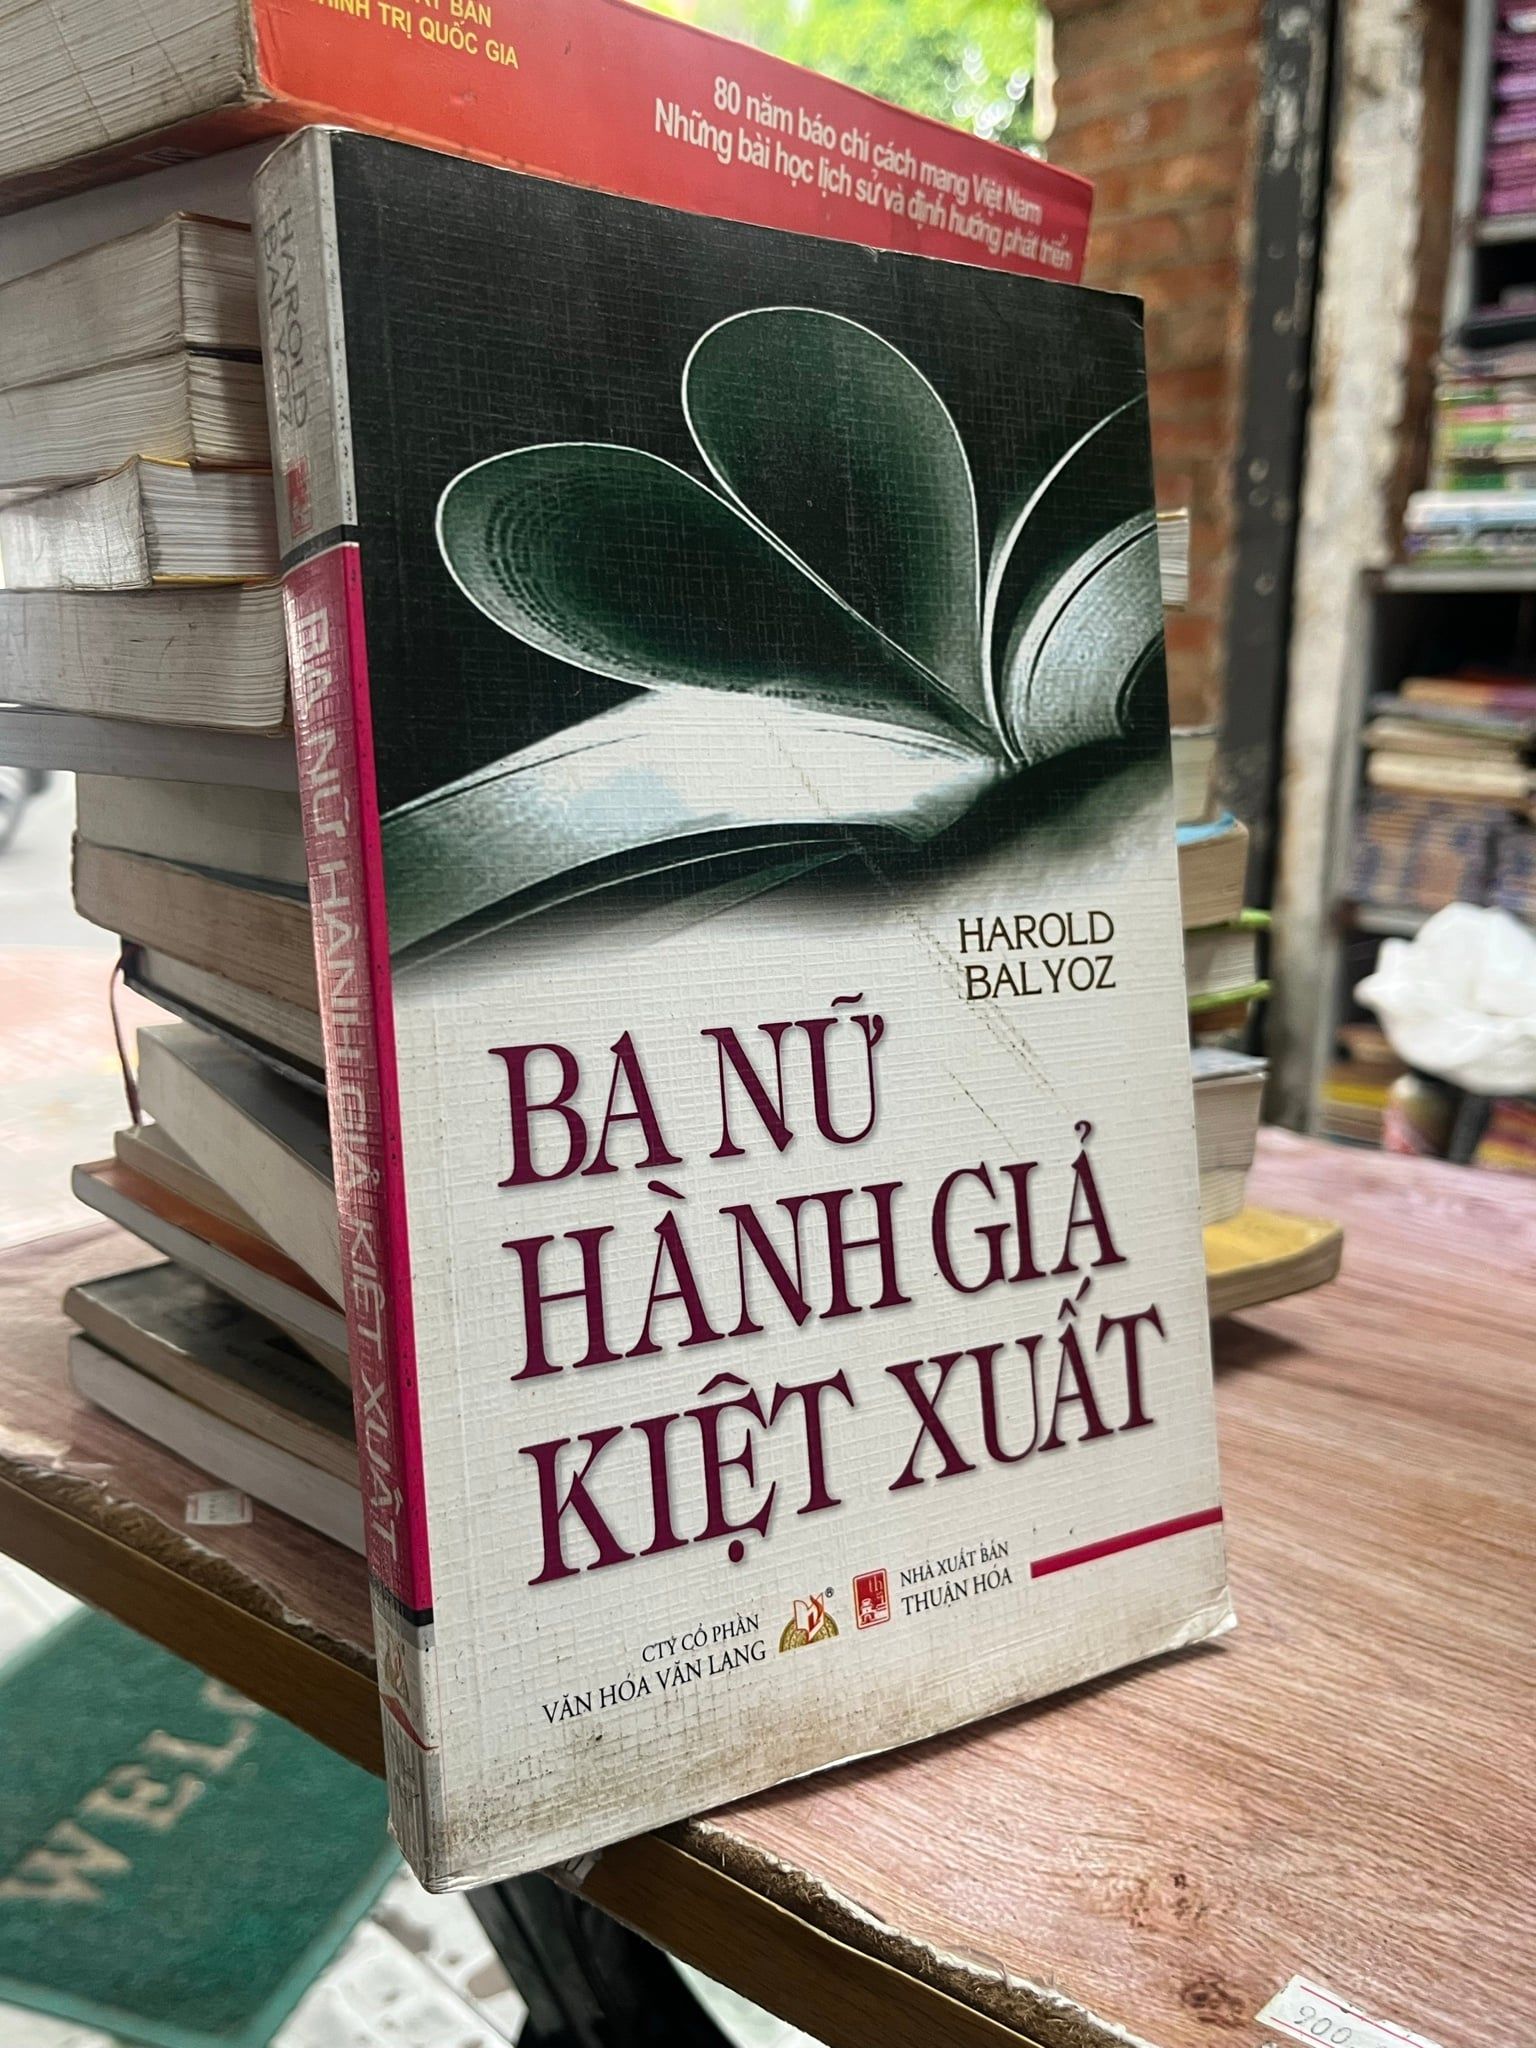 CHÍNH TRỊ QUỐC GIA
80 năm báo chí cách mạng Việt Nam
Những bài học lịch sử và định hướng phát triển
HAROLD
BALYOZ
BA NỮ HÀNH GIẢ KIỆT XUẤT
HAROLD
BALYOZ
BA NỮ
HÀNH GIẢ
KIỆT XUẤT
CTY CỔ PHẦN
VĂN HÓA VĂN LANG
NHÀ XUẤT BẢN
THUẬN HÓA